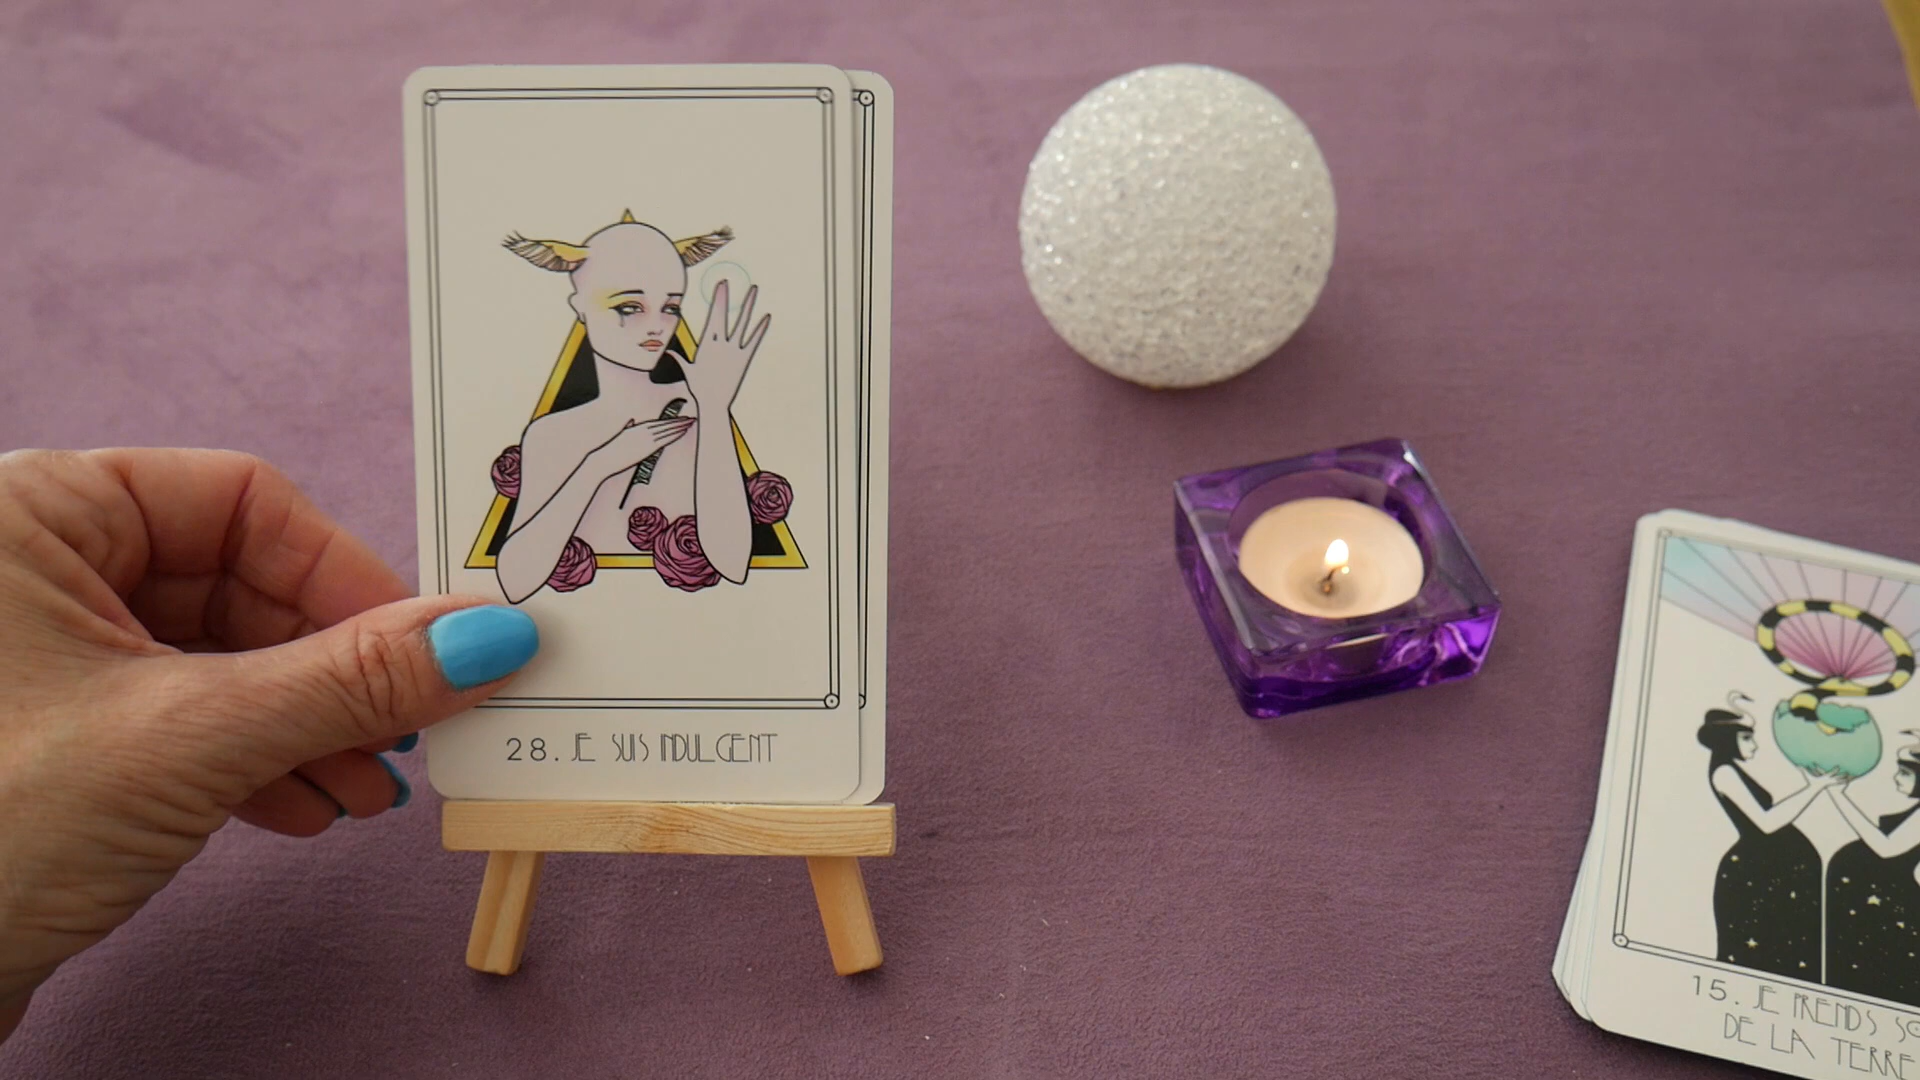 28. JE SUIS INDULGENT
15. JE PRENDS
DE LA TERRE